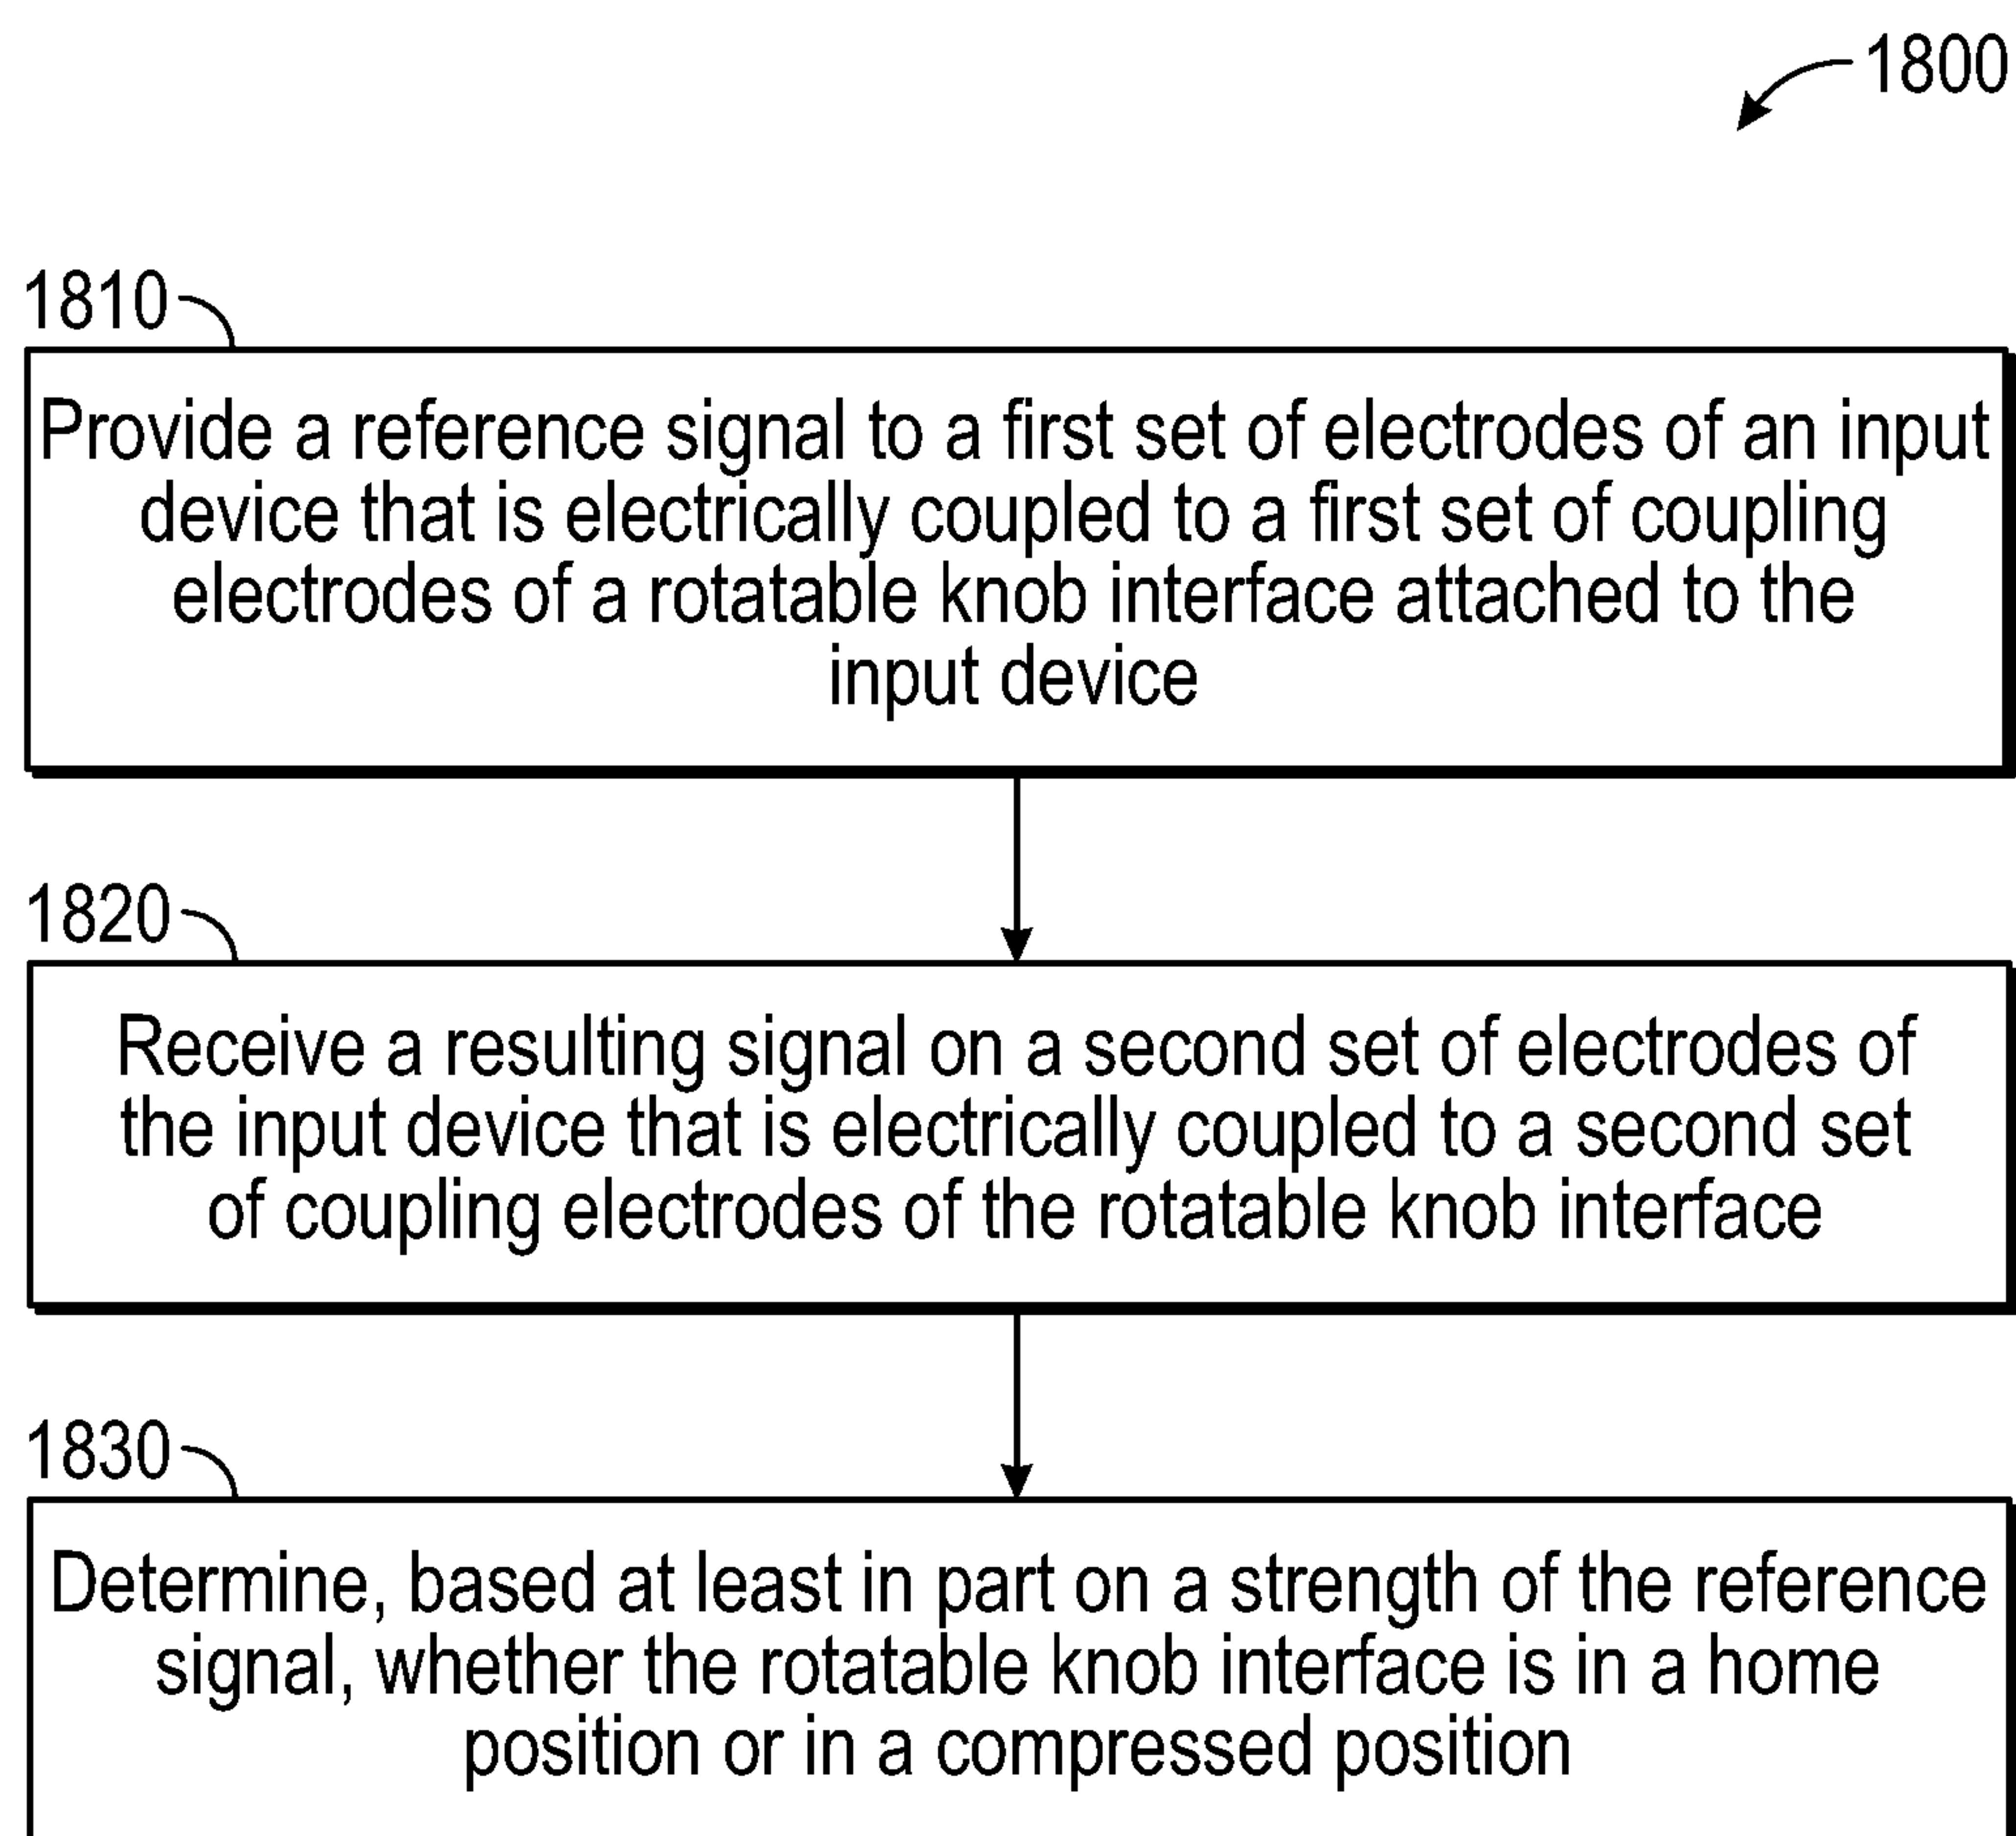 1800
1810
Provide a reference signal to a first set of electrodes of an input
device that is electrically coupled to a first set of coupling
electrodes of a rotatable knob interface attached to the
input device
1820
Receive a resulting signal on a second set of electrodes of
the input device that is electrically coupled to a second set
of coupling electrodes of the rotatable knob interface
1830
Determine, based at least in part on a strength of the reference
signal, whether the rotatable knob interface is in a home
position or in a compressed position